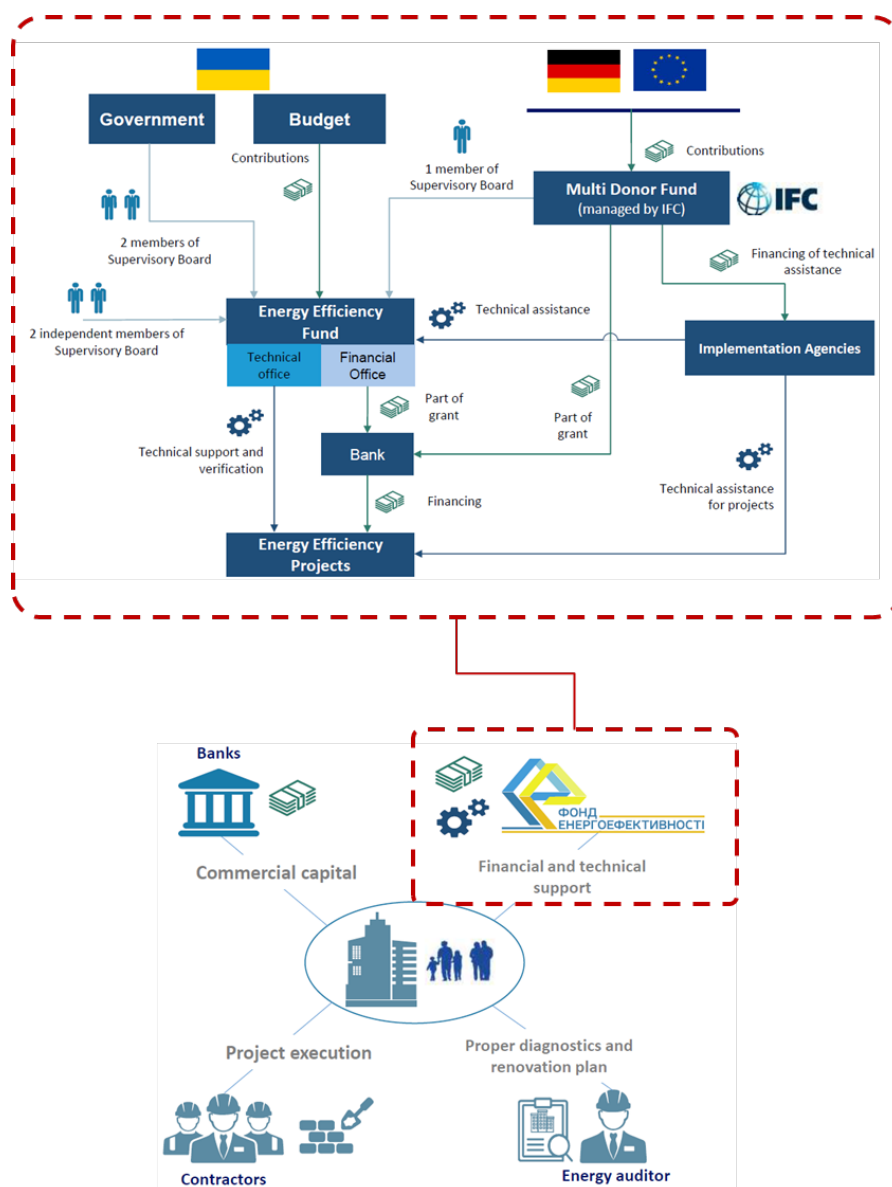 Government
Budget
Contributions
1 member of
Supervisory Board
Contributions
Multi Donor Fund
(managed by IFC)
IFC
2 members of
Supervisory Board
Financing of technical
assistance
2 independent members of
Supervisory Board
Energy Efficiency
Fund
Technical assistance
Implementation Agencies
Technical
office
Financial
Office
Part of
grant
Part of
grant
Technical support and
verification
Bank
Technical assistance
for projects
Financing
Energy Efficiency
Projects
Banks
ФОНД
ЕНЕРГОЕФЕКТИВНОСТІ
Commercial capital
Financial and technical
support
Project execution
Proper diagnostics and
renovation plan
Contractors
Energy auditor